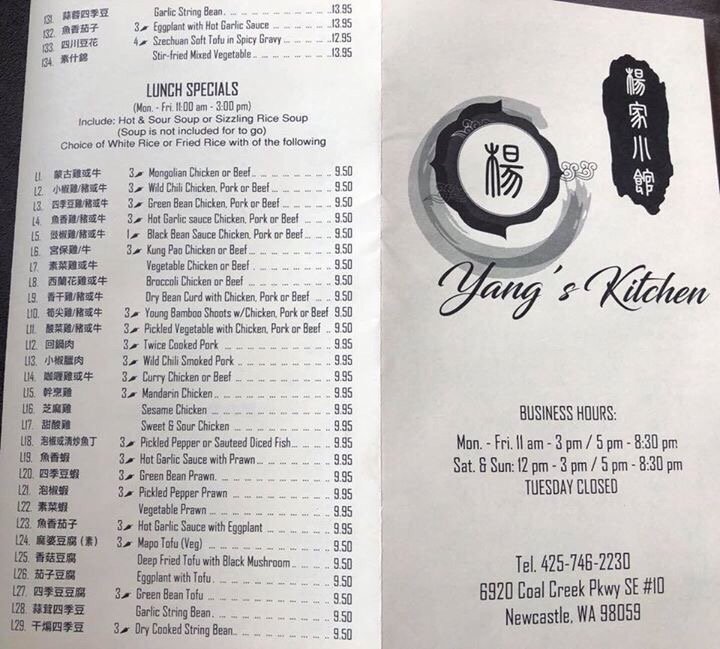 131. 蒜蓉四季豆 Garlic String Bean 13.95
132. 魚香茄子 3 Eggplant with Hot Garlic Sauce 13.95
133. 四川豆花 4 Szechuan Soft Tofu in Spicy Gravy 12.95
134. 素什錦 Stir-fried Mixed Vegetable 13.95
LUNCH SPECIALS
(Mon. - Fri. 11:00 am - 3:00 pm)
Include: Hot & Sour Soup or Sizzling Rice Soup
(Soup is not included for to go)
Choice of White Rice or Fried Rice with of the following
L1. 蒙古雞或牛 3 Mongolian Chicken or Beef 9.50
L2. 小椒雞/豬或牛 3 Wild Chili Chicken, Pork or Beef 9.50
L3. 四季豆雞/豬或牛 3 Green Bean Chicken, Pork or Beef 9.50
L4. 魚香雞/豬或牛 3 Hot Garlic sauce Chicken, Pork or Beef 9.50
L5. 豉椒雞/豬或牛 1 Black Bean Sauce Chicken, Pork or Beef 9.50
L6. 宮保雞/牛 3 Kung Pao Chicken or Beef 9.50
L7. 素菜雞或牛 Vegetable Chicken or Beef 9.50
L8. 西蘭花雞或牛 Broccoli Chicken or Beef 9.50
L9. 香干雞/豬或牛 Dry Bean Curd with Chicken, Pork or Beef 9.50
L10. 筍尖雞/豬或牛 3 Young Bamboo Shoots w/Chicken, Pork or Beef 9.50
L11. 酸菜雞/豬或牛 3 Pickled Vegetable with Chicken, Pork or Beef 9.50
L12. 回鍋肉 3 Twice Cooked Pork 9.95
L13. 小椒臘肉 3 Wild Chili Smoked Pork 9.95
L14. 咖喱雞或牛 3 Curry Chicken or Beef 9.95
L15. 幹烹雞 3 Mandarin Chicken 9.95
L16. 芝麻雞 Sesame Chicken 9.95
L17. 甜酸雞 Sweet & Sour Chicken 9.95
L18. 泡椒或清炒魚丁 3 Pickled Pepper or Sauteed Diced Fish 9.95
L19. 魚香蝦 3 Hot Garlic Sauce with Prawn 9.95
L20. 四季豆蝦 3 Green Bean Prawn 9.95
L21. 泡椒蝦 3 Pickled Pepper Prawn 9.95
L22. 素菜蝦 Vegetable Prawn 9.95
L23. 魚香茄子 3 Hot Garlic Sauce with Eggplant 9.95
L24. 麻婆豆腐(素) 3 Mapo Tofu (Veg) 9.50
L25. 香菇豆腐 Deep Fried Tofu with Black Mushroom 9.50
L26. 茄子豆腐 Eggplant with Tofu 9.50
L27. 四季豆豆腐 3 Green Bean Tofu 9.50
L28. 蒜茸四季豆 Garlic String Bean 9.50
L29. 干煸四季豆 3 Dry Cooked String Bean 9.50
楊
楊家小館
Yang's Kitchen
BUSINESS HOURS:
Mon. - Fri. 11 am - 3 pm / 5 pm - 8:30 pm
Sat. & Sun: 12 pm - 3 pm / 5 pm - 8:30 pm
TUESDAY CLOSED
Tel. 425-746-2230
6920 Coal Creek Pkwy SE #10
Newcastle, WA 98059